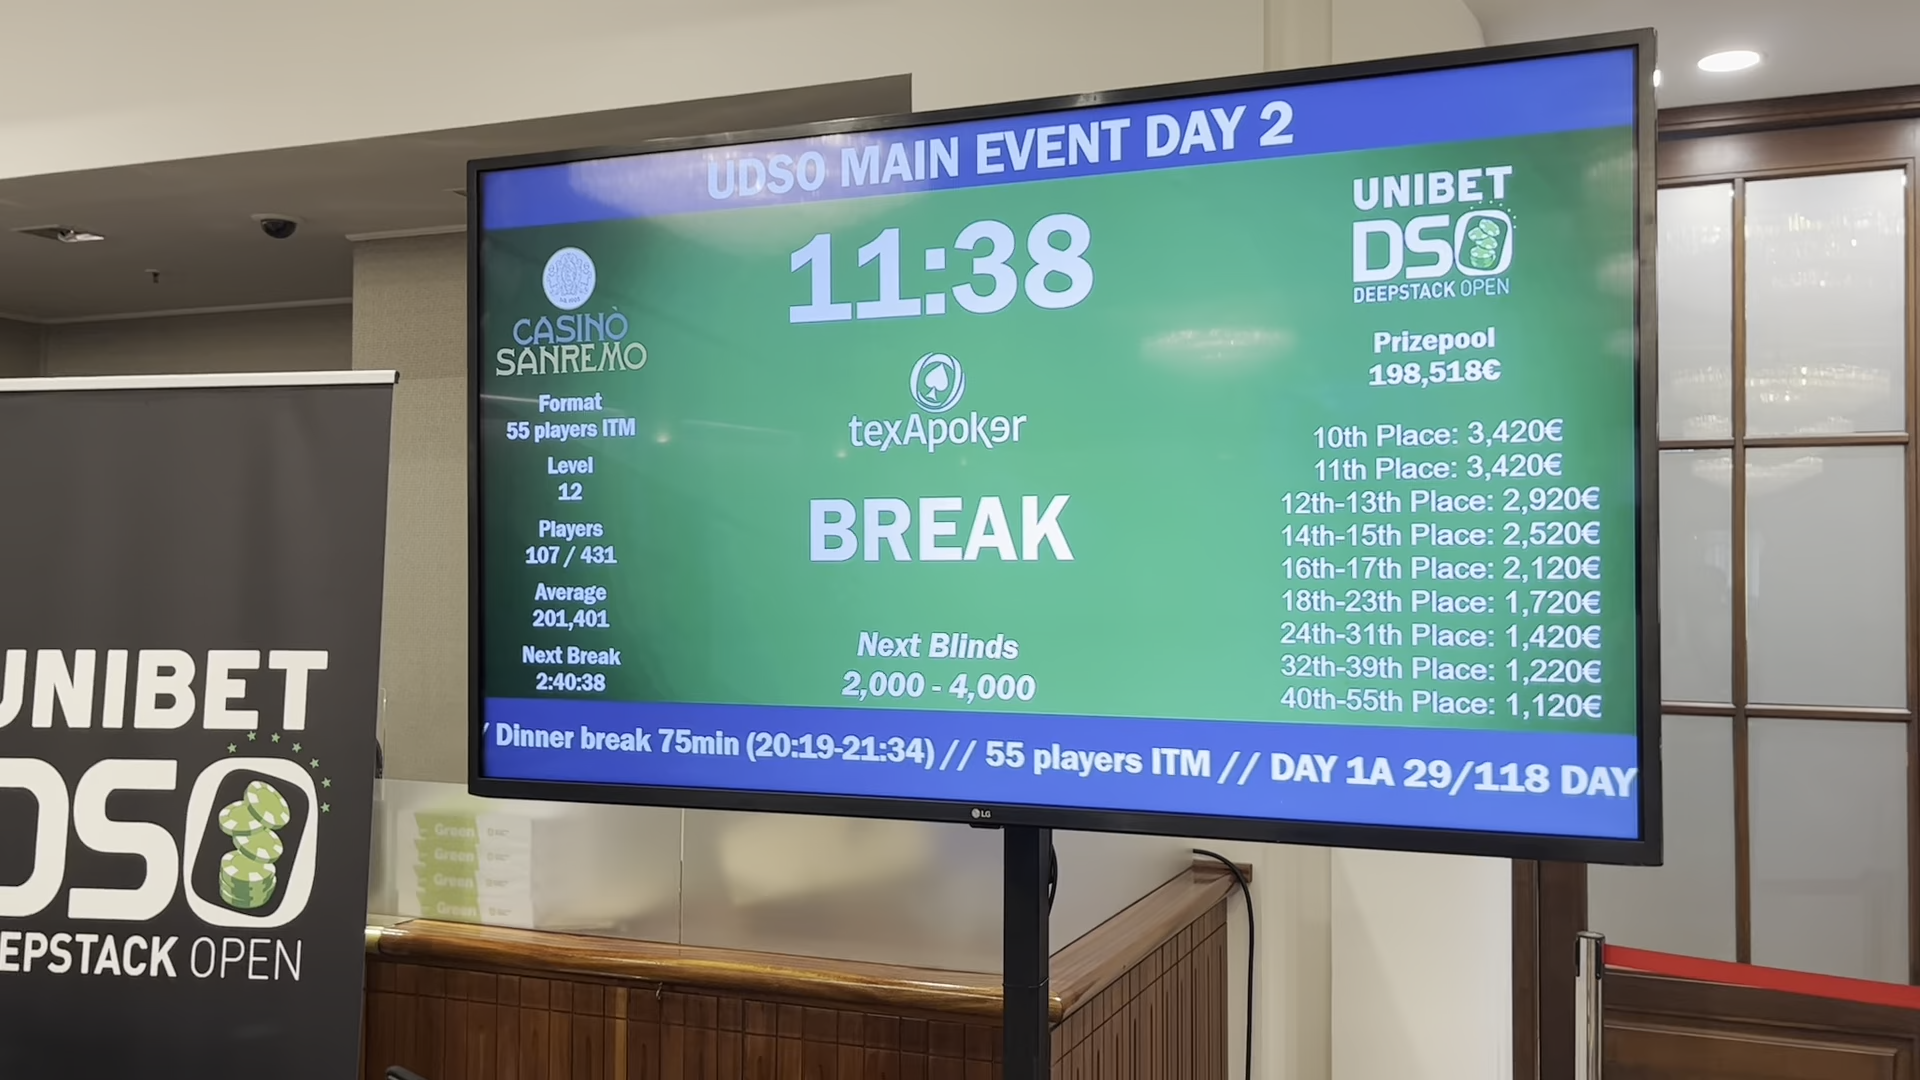 UDSO MAIN EVENT DAY 2
11:38
CASINÒ
SANREMO
Format
55 players ITM
Level
12
Players
107 / 431
Average
201,401
Next Break
2:40:38
texApoker
BREAK
Next Blinds
2,000 - 4,000
UNIBET
DSO
DEEPSTACK OPEN
Prizepool
198,518€
10th Place: 3,420€
11th Place: 3,420€
12th-13th Place: 2,920€
14th-15th Place: 2,520€
16th-17th Place: 2,120€
18th-23th Place: 1,720€
24th-31th Place: 1,420€
32th-39th Place: 1,220€
40th-55th Place: 1,120€
/ Dinner break 75min (20:19-21:34) // 55 players ITM // DAY 1A 29/118 DAY
LG
UNIBET
DSO
EEPSTACK OPEN
Green
Green
Green
Green